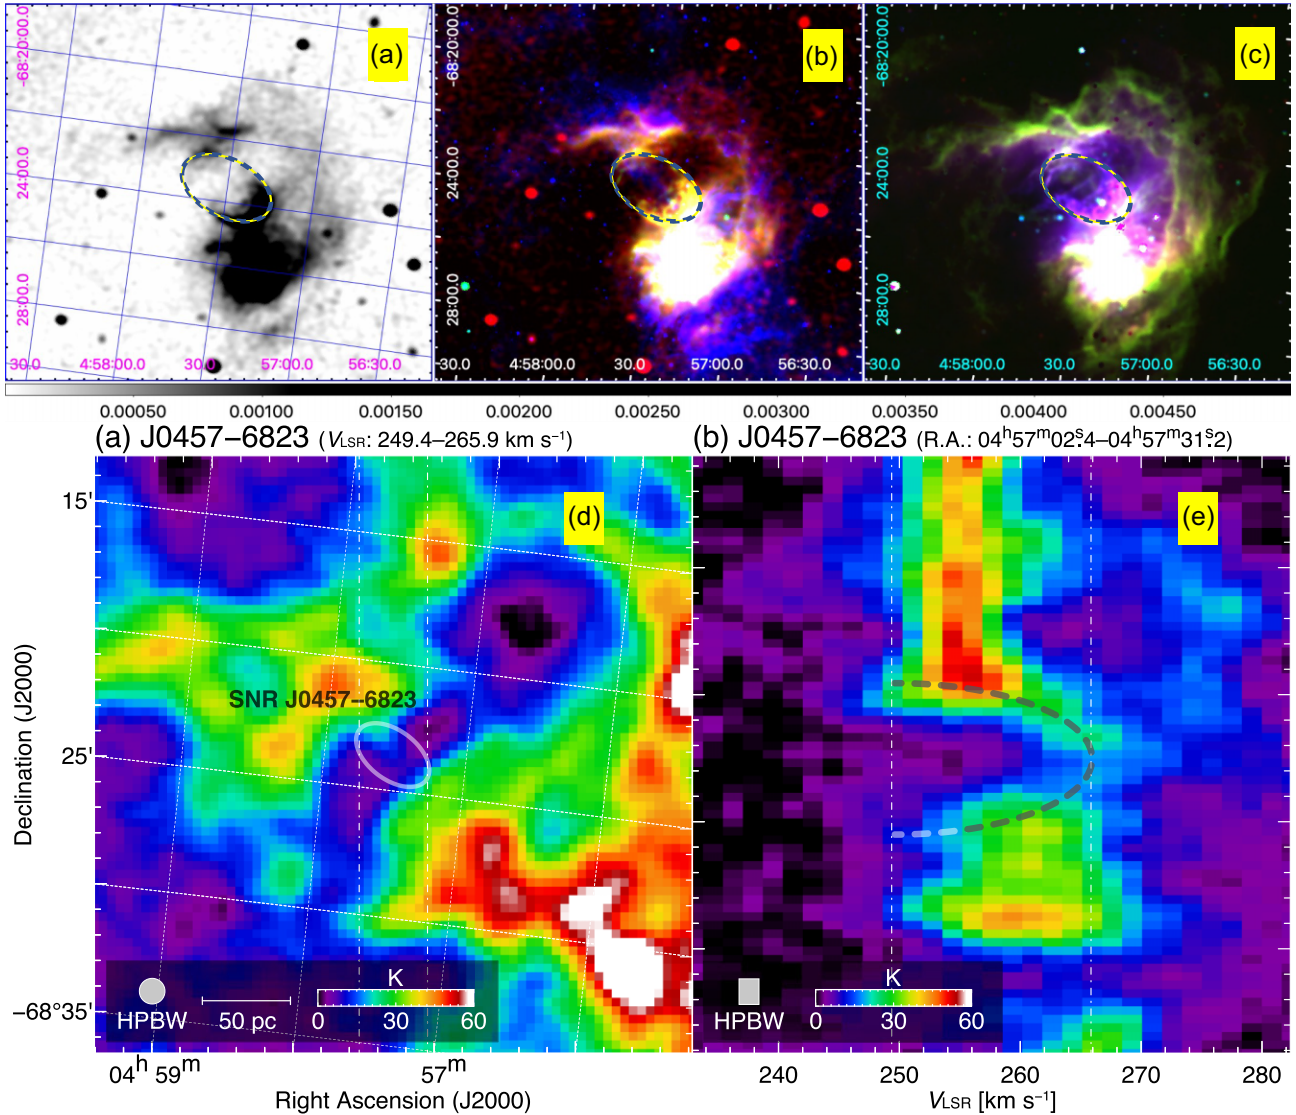 (a)
-68:20:00.0
24:00.0
28:00.0
30.0
4:58:00.0
30.0
57:00.0
56:30.0
(b)
-68:20:00.0
24:00.0
28:00.0
30.0
4:58:00.0
30.0
57:00.0
56:30.0
(c)
-68:20:00.0
24:00.0
28:00.0
30.0
4:58:00.0
30.0
57:00.0
56:30.0
0.00050 0.00100 0.00150 0.00200 0.00250 0.00300 0.00350 0.00400 0.00450
(a) J0457–6823 (VLSR: 249.4–265.9 km s⁻¹)
(d)
15'
25'
–68°35'
Declination (J2000)
SNR J0457–6823
HPBW
50 pc
K
0 30 60
04ʰ 59ᵐ
57ᵐ
Right Ascension (J2000)
(b) J0457–6823 (R.A.: 04ʰ57ᵐ02ˢ.4–04ʰ57ᵐ31ˢ.2)
(e)
HPBW
K
0 30 60
240 250 260 270 280
VLSR [km s⁻¹]